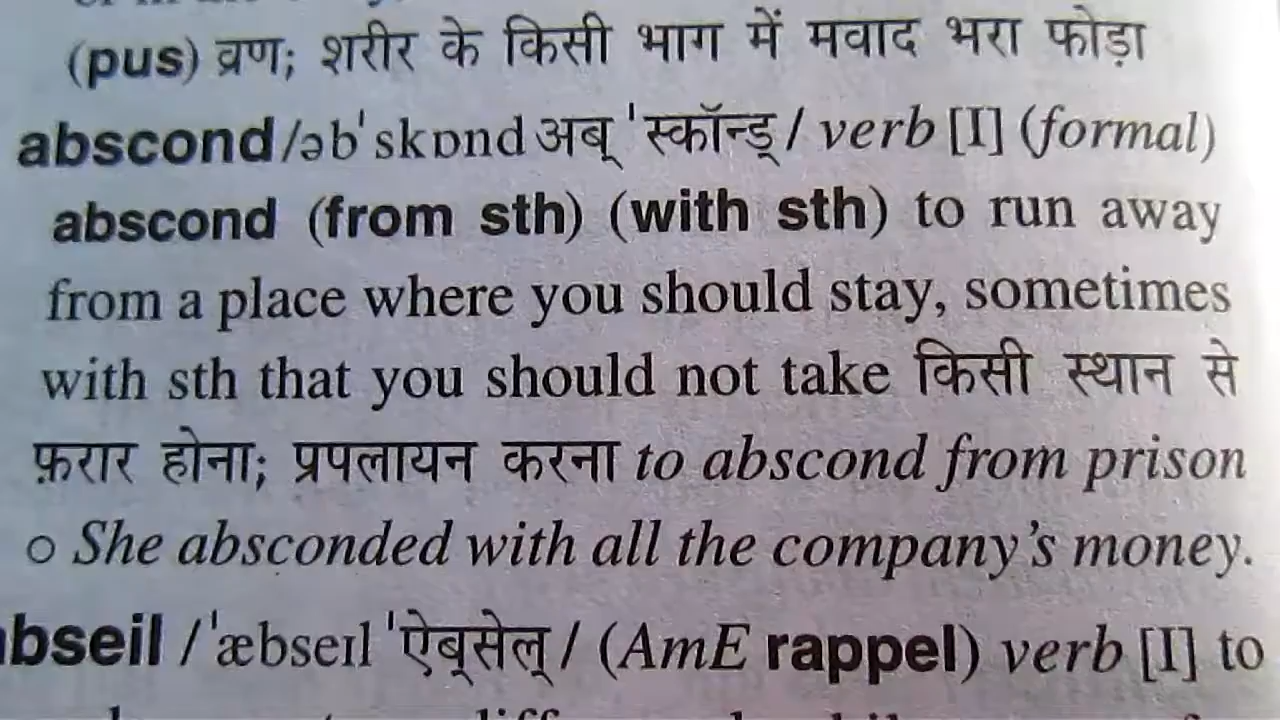 (pus) व्रण; शरीर के किसी भाग में मवाद भरा फोड़ा
abscond /əbˈskɒnd अब् ˈस्कॉन्ड् / verb [I] (formal)
abscond (from sth) (with sth) to run away
from a place where you should stay, sometimes
with sth that you should not take किसी स्थान से
फ़रार होना; प्रपलायन करना to abscond from prison
○ She absconded with all the company’s money.
bseil /ˈæbseɪl ˈऐब्सेल् / (AmE rappel) verb [I] to